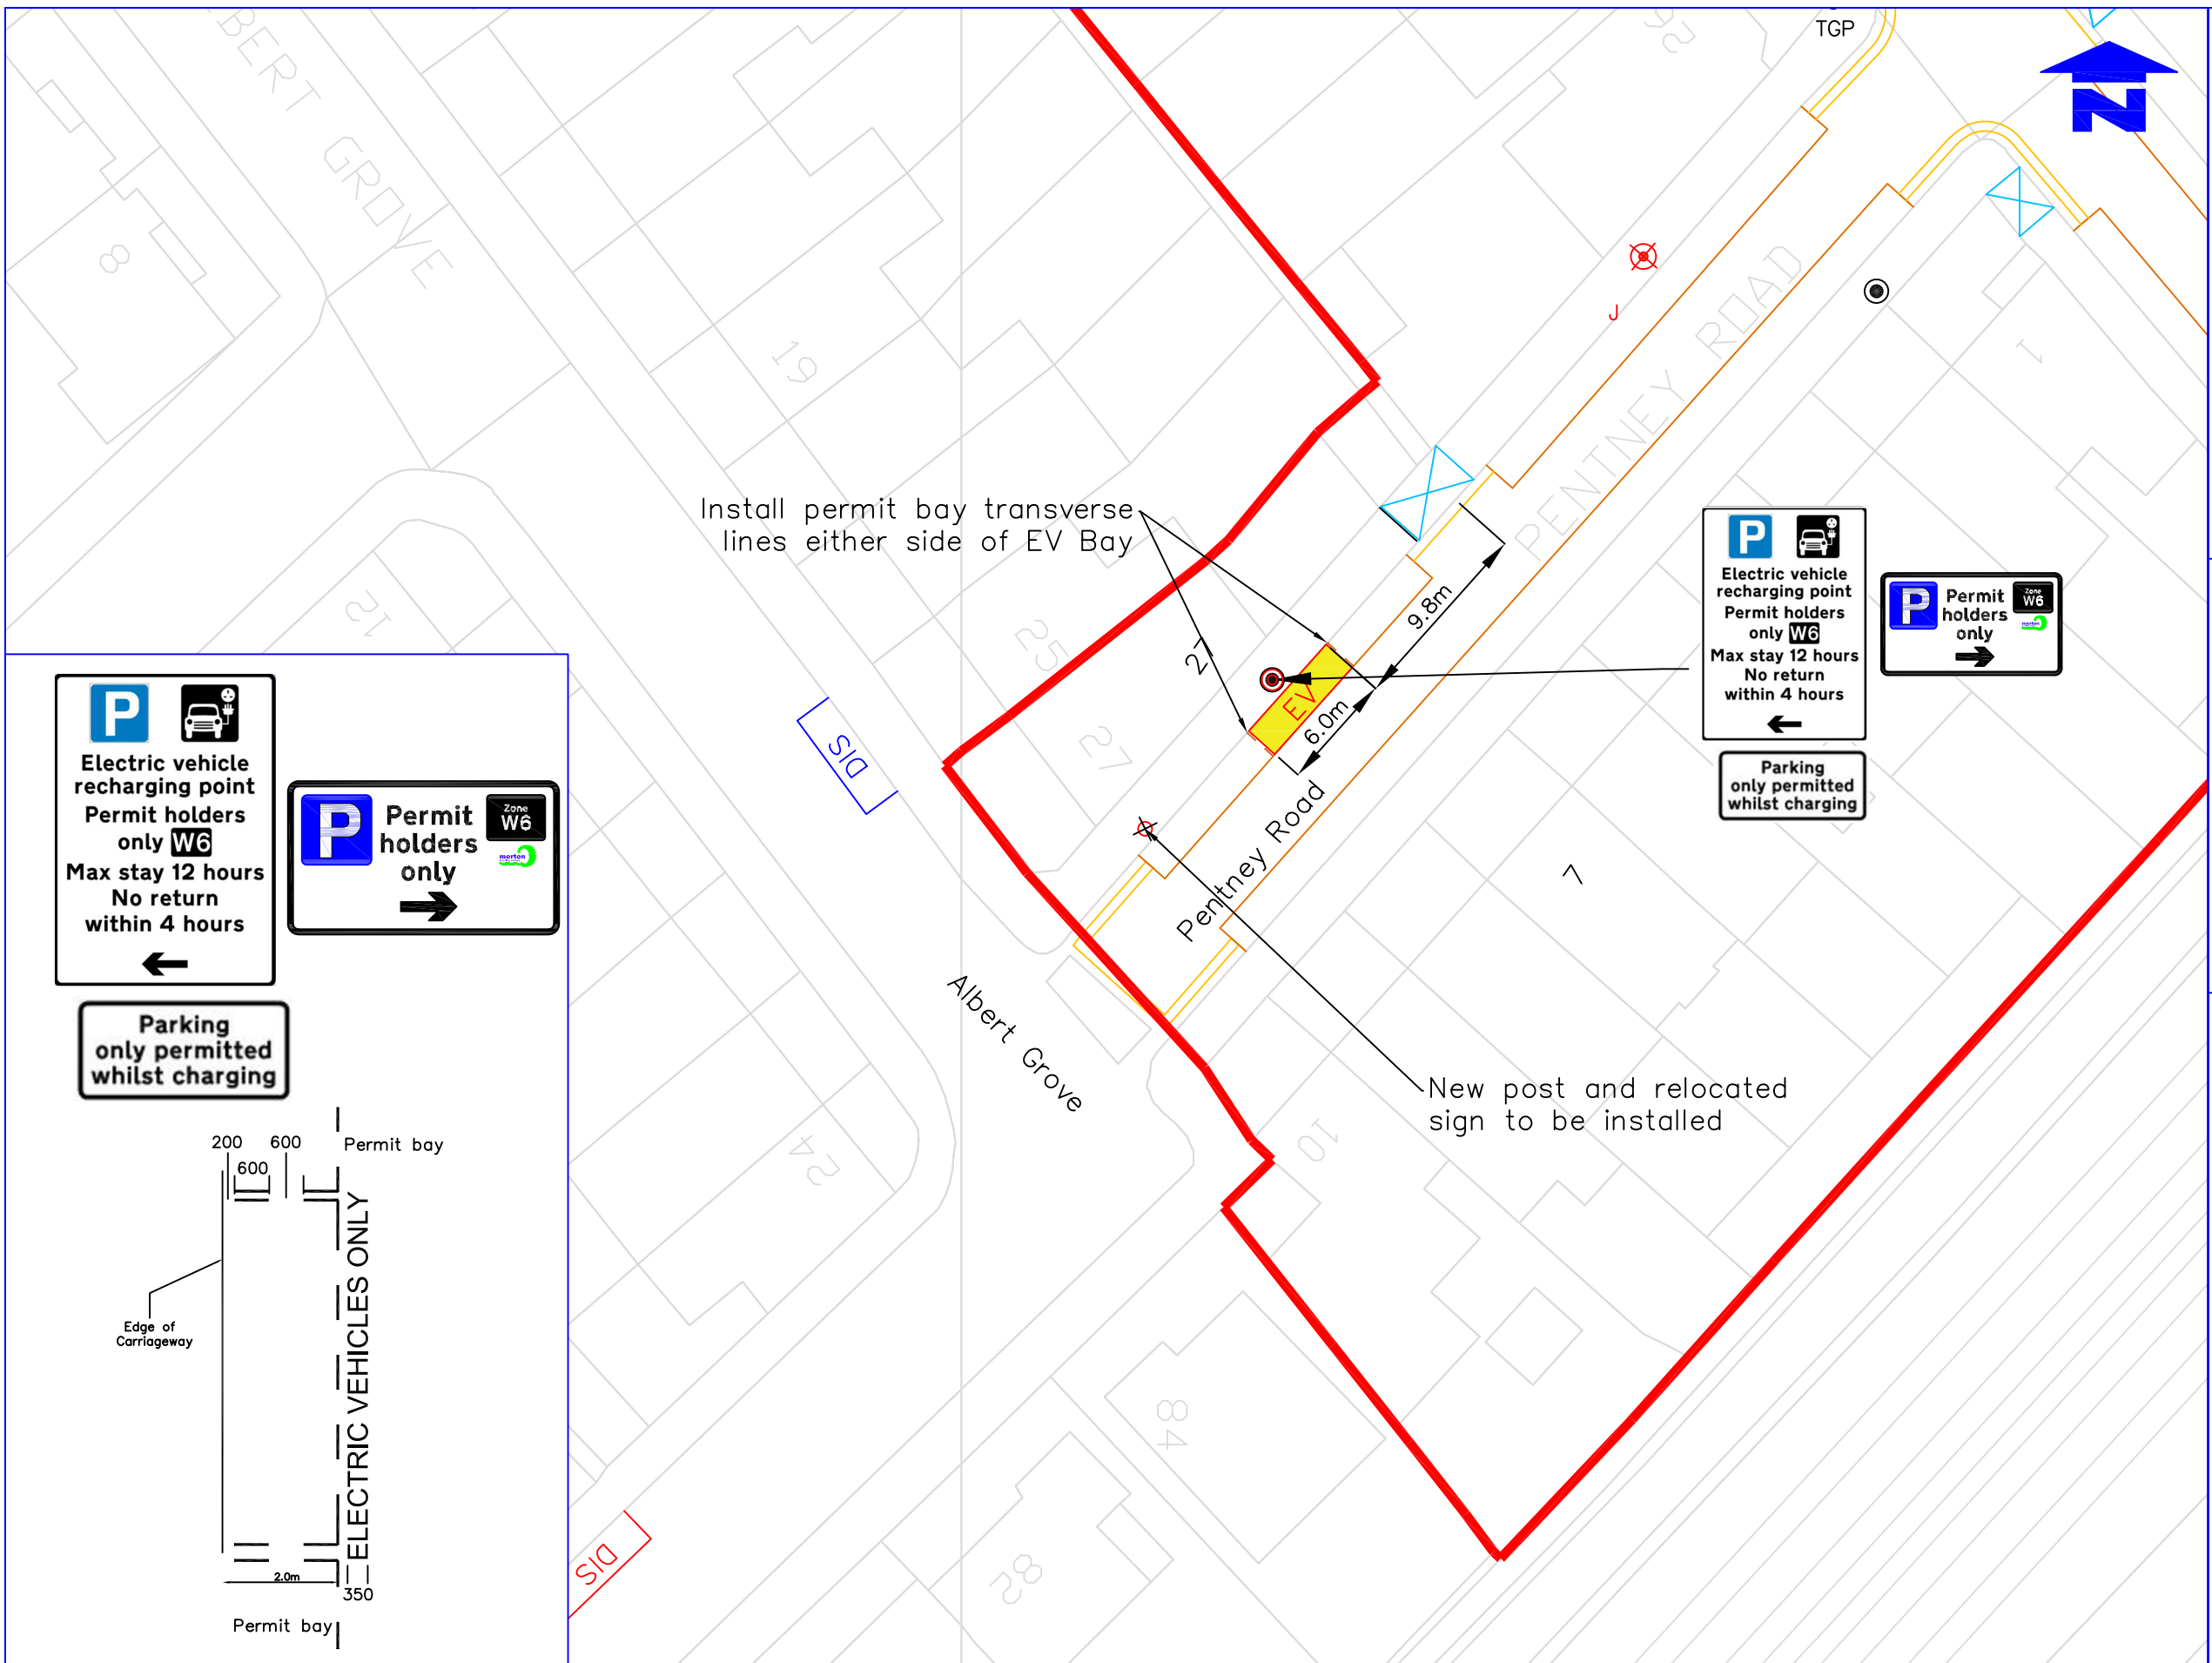 TGP
BERT GROVE
26
8
19
J
PENTNEY ROAD
1
Install permit bay transverse
lines either side of EV Bay
15
25
27
27
EV
9.8m
6.0m
DIS
Pentney Road
Albert Grove
7
P
Electric vehicle
recharging point
Permit holders
only W6
Max stay 12 hours
No return
within 4 hours
P
Permit
holders
only
Zone
W6
merton
Parking
only permitted
whilst charging
New post and relocated
sign to be installed
10
24
84
82
DIS
P
Electric vehicle
recharging point
Permit holders
only W6
Max stay 12 hours
No return
within 4 hours
P
Permit
holders
only
Zone
W6
merton
Parking
only permitted
whilst charging
200
600
600
Permit bay
ELECTRIC VEHICLES ONLY
Edge of
Carriageway
2.0m
350
Permit bay
N